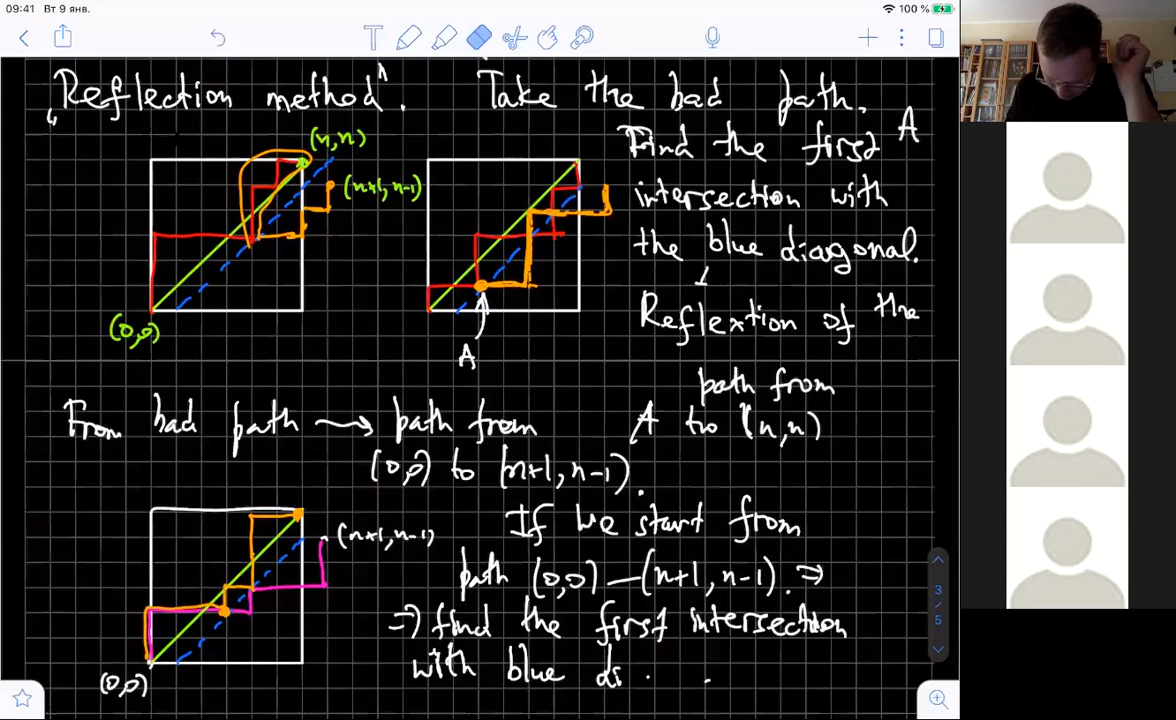 09:41 Вт 9 янв.
100 %
„Reflection method". Take the bad path.
(n,n)
(n+1, n-1)
(0,0)
A
Find the first A
intersection with
the blue diagonal.
↓
Reflextion of the
path from
A to (n,n)
From bad path ⤳ path from
(0,0) to (n+1, n-1).
(n+1, n-1)
(0,0)
If we start from
path (0,0) — (n+1, n-1). ⇒
⇒ find the first intersection
with blue di
3
/
5